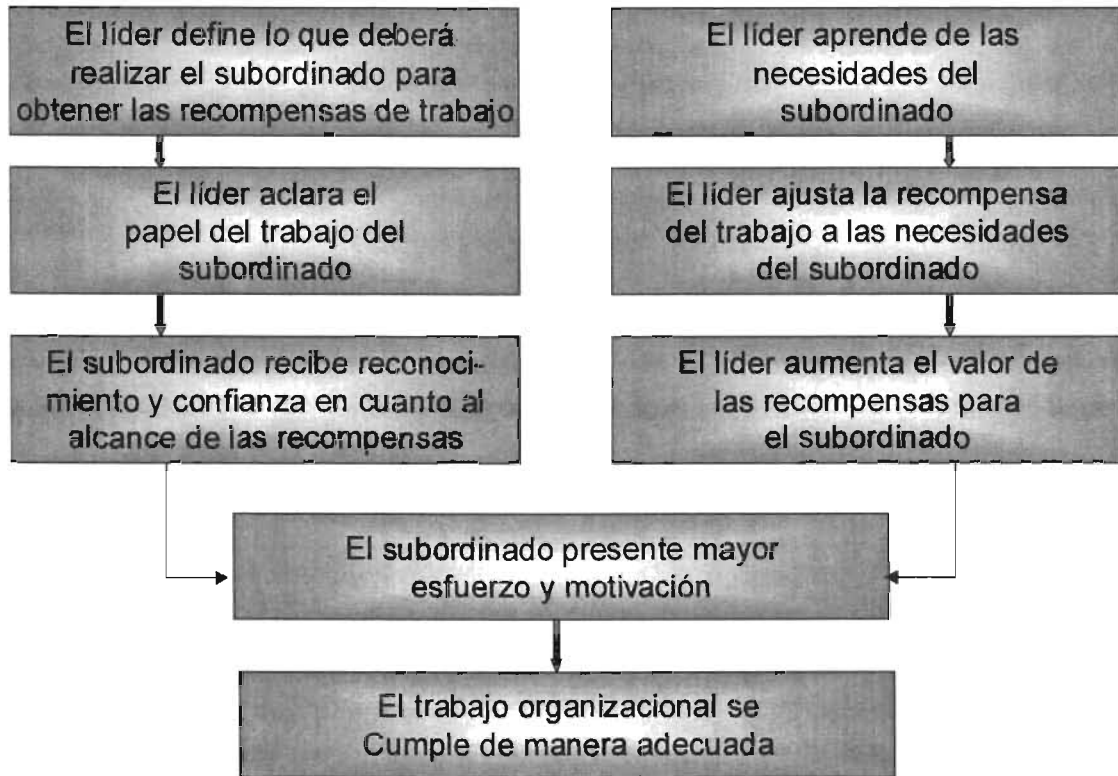 El líder define lo que deberá
realizar el subordinado para
obtener las recompensas de trabajo
El líder aclara el
papel del trabajo del
subordinado
El subordinado recibe reconoci-
miento y confianza en cuanto al
alcance de las recompensas
El líder aprende de las
necesidades del
subordinado
El líder ajusta la recompensa
del trabajo a las necesidades
del subordinado
El líder aumenta el valor de
las recompensas para
el subordinado
El subordinado presente mayor
esfuerzo y motivación
El trabajo organizacional se
Cumple de manera adecuada